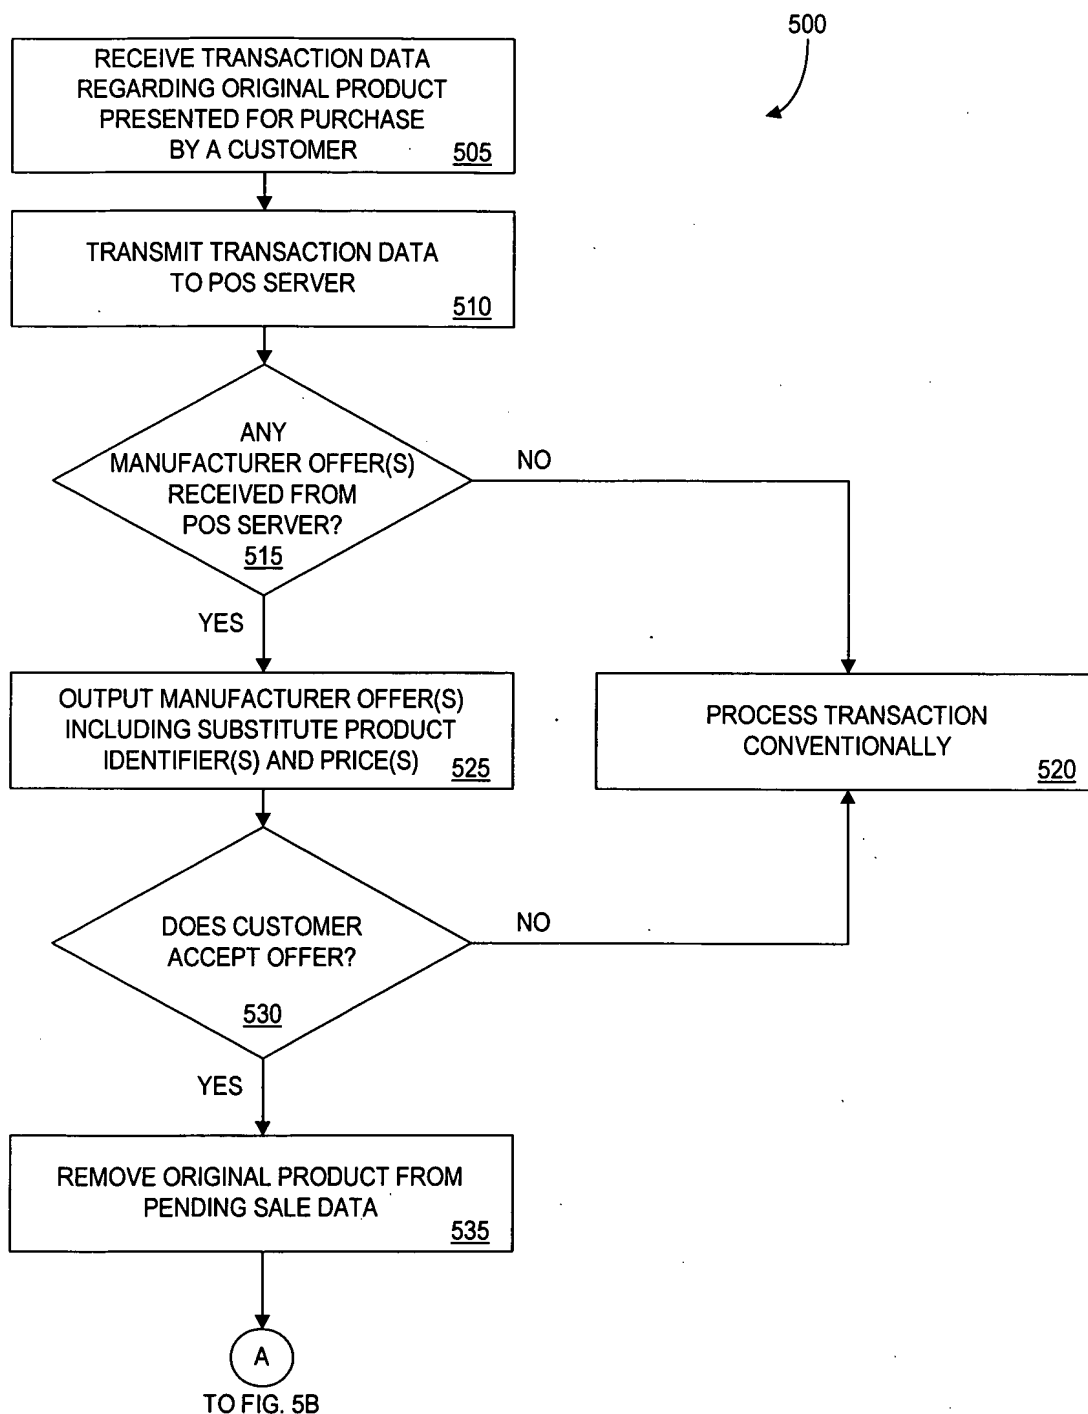 500
RECEIVE TRANSACTION DATA
REGARDING ORIGINAL PRODUCT
PRESENTED FOR PURCHASE
BY A CUSTOMER 505
TRANSMIT TRANSACTION DATA
TO POS SERVER
510
ANY
MANUFACTURER OFFER(S)
RECEIVED FROM
POS SERVER?
515
NO
YES
OUTPUT MANUFACTURER OFFER(S)
INCLUDING SUBSTITUTE PRODUCT
IDENTIFIER(S) AND PRICE(S) 525
PROCESS TRANSACTION
CONVENTIONALLY
520
DOES CUSTOMER
ACCEPT OFFER?
530
NO
YES
REMOVE ORIGINAL PRODUCT FROM
PENDING SALE DATA
535
A
TO FIG. 5B